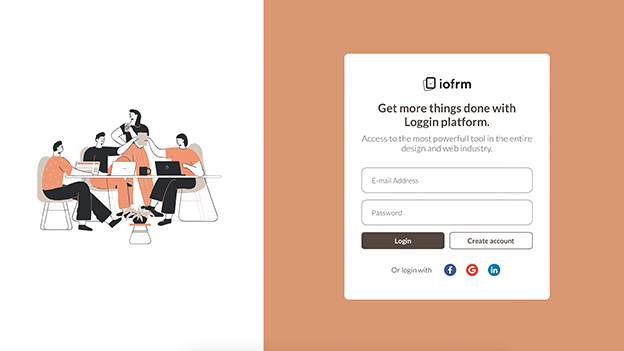 iofrm
Get more things done with
Loggin platform.
Access to the most powerfull tool in the entire
design and web industry.
E-mail Address
Password
Login
Create account
Or login with
f
G
in